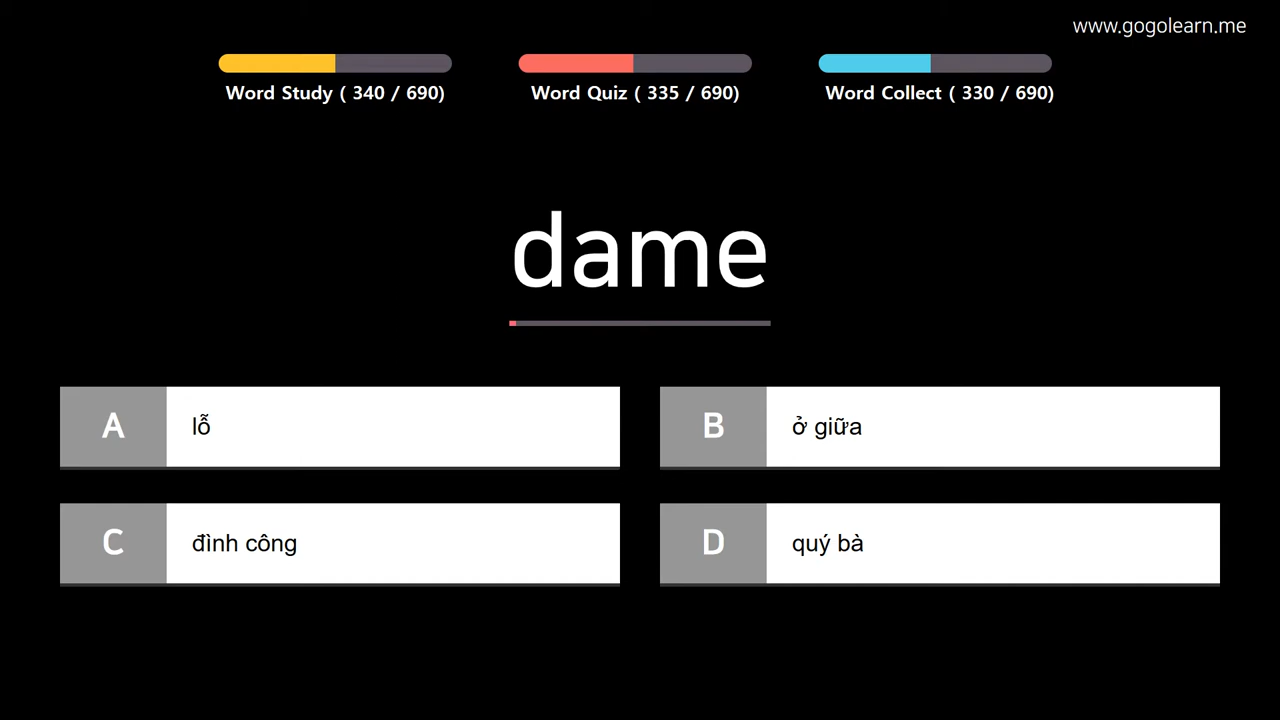 www.gogolearn.me
Word Study ( 340 / 690)
Word Quiz ( 335 / 690)
Word Collect ( 330 / 690)
dame
A lỗ
B ở giữa
C đình công
D quý bà